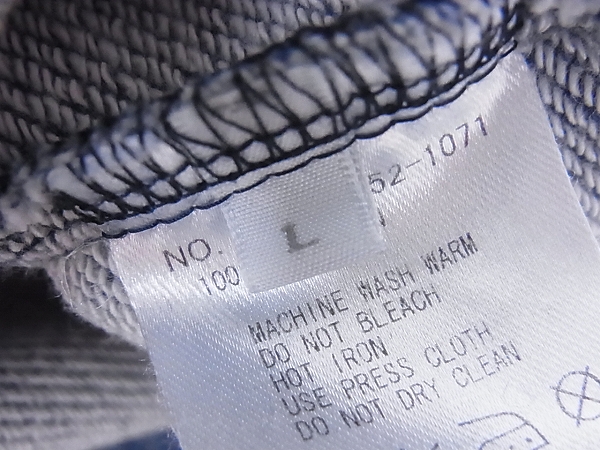 NO. 52-1071
L
100
MACHINE WASH WARM
DO NOT BLEACH
HOT IRON
USE PRESS CLOTH
DO NOT DRY CLEAN